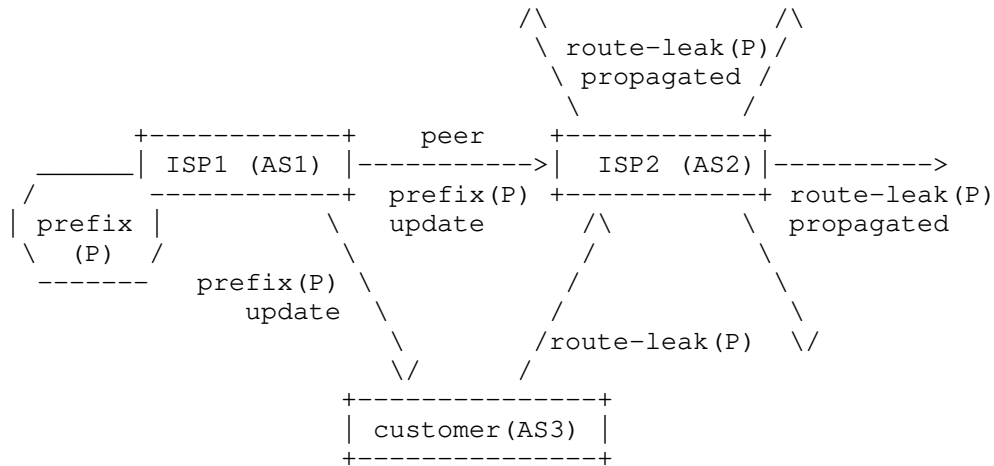 route-leak(P)
propagated
peer
ISP1 (AS1)
ISP2 (AS2)
prefix(P)
update
route-leak(P)
propagated
prefix
(P)
prefix(P)
update
route-leak(P)
customer(AS3)